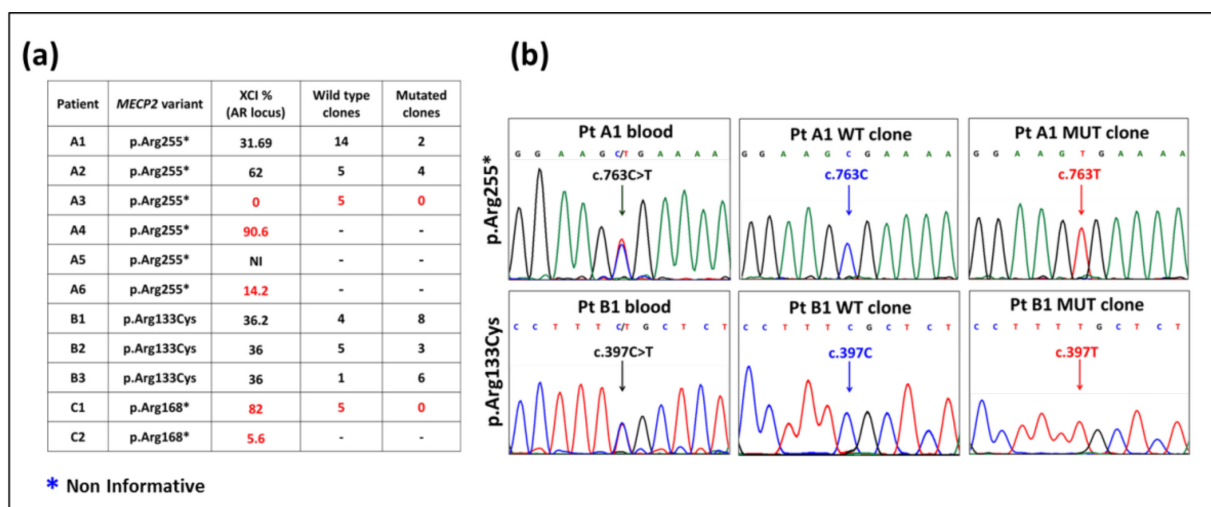 (a)
Patient MECP2 variant XCI % (AR locus) Wild type clones Mutated clones
A1 p.Arg255* 31.69 14 2
A2 p.Arg255* 62 5 4
A3 p.Arg255* 0 5 0
A4 p.Arg255* 90.6 - -
A5 p.Arg255* NI - -
A6 p.Arg255* 14.2 - -
B1 p.Arg133Cys 36.2 4 8
B2 p.Arg133Cys 36 5 3
B3 p.Arg133Cys 36 1 6
C1 p.Arg168* 82 5 0
C2 p.Arg168* 5.6 - -
* Non Informative
(b)
p.Arg255*
Pt A1 blood
G G A A G C/T G A A A A
c.763C>T
Pt A1 WT clone
G G A A G C G A A A A
c.763C
Pt A1 MUT clone
G G A A G T G A A A A
c.763T
p.Arg133Cys
Pt B1 blood
C C T T T C/T G C T C T
c.397C>T
Pt B1 WT clone
C C T T T C G C T C T
c.397C
Pt B1 MUT clone
C C T T T T G C T C T
c.397T